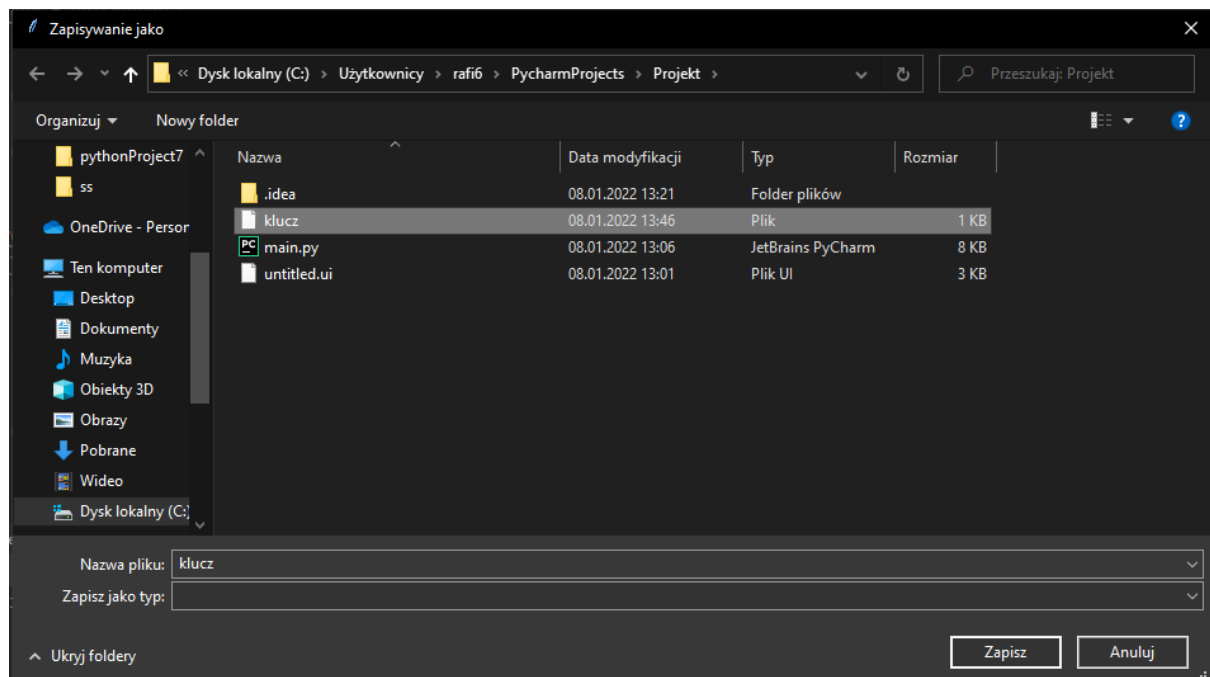 Zapisywanie jako
« Dysk lokalny (C:) > Użytkownicy > rafi6 > PycharmProjects > Projekt > Przeszukaj: Projekt
Organizuj Nowy folder ?
pythonProject7 Nazwa Data modyfikacji Typ Rozmiar
ss .idea 08.01.2022 13:21 Folder plików
OneDrive - Person klucz 08.01.2022 13:46 Plik 1 KB
PC main.py 08.01.2022 13:06 JetBrains PyCharm 8 KB
Ten komputer untitled.ui 08.01.2022 13:01 Plik UI 3 KB
Desktop
Dokumenty
Muzyka
Obiekty 3D
Obrazy
Pobrane
Wideo
Dysk lokalny (C:)
Nazwa pliku: klucz
Zapisz jako typ:
Ukryj foldery Zapisz Anuluj